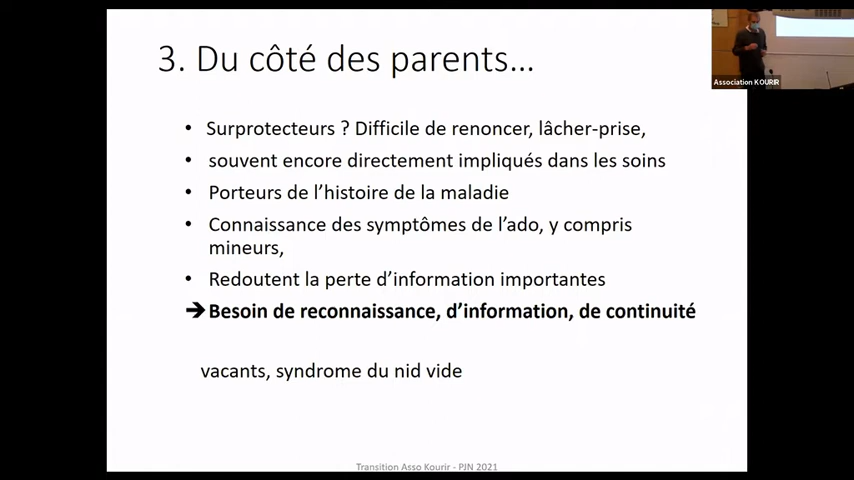 3. Du côté des parents...
Association KOURIR
• Surprotecteurs ? Difficile de renoncer, lâcher-prise,
• souvent encore directement impliqués dans les soins
• Porteurs de l'histoire de la maladie
• Connaissance des symptômes de l'ado, y compris
mineurs,
• Redoutent la perte d'information importantes
➔ Besoin de reconnaissance, d'information, de continuité
vacants, syndrome du nid vide
Transition Asso Kourir - PJN 2021